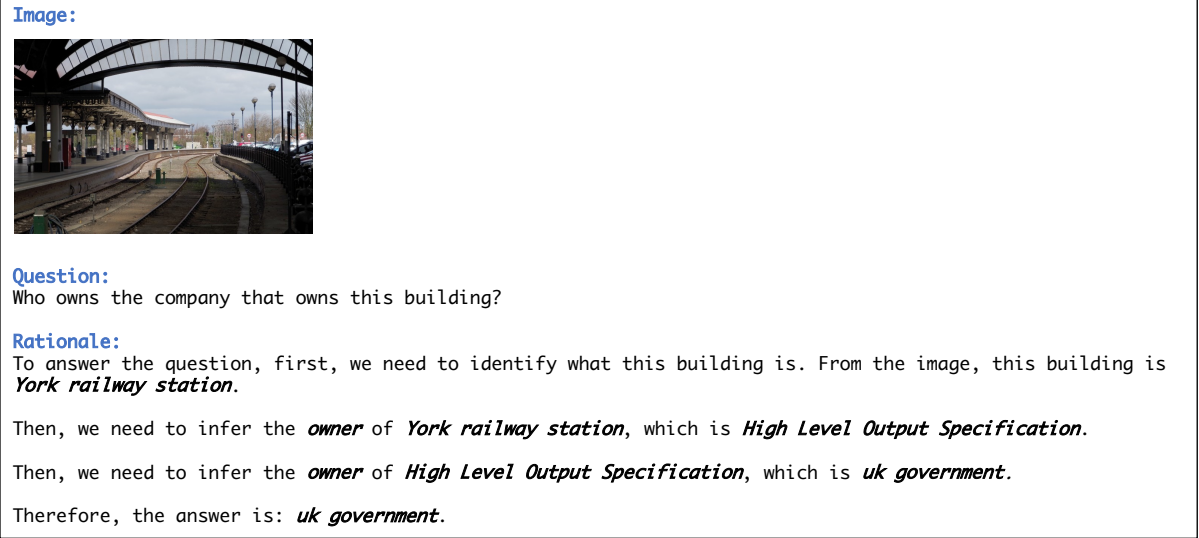 Image:
Question:
Who owns the company that owns this building?
Rationale:
To answer the question, first, we need to identify what this building is. From the image, this building is
York railway station.
Then, we need to infer the owner of York railway station, which is High Level Output Specification.
Then, we need to infer the owner of High Level Output Specification, which is uk government.
Therefore, the answer is: uk government.